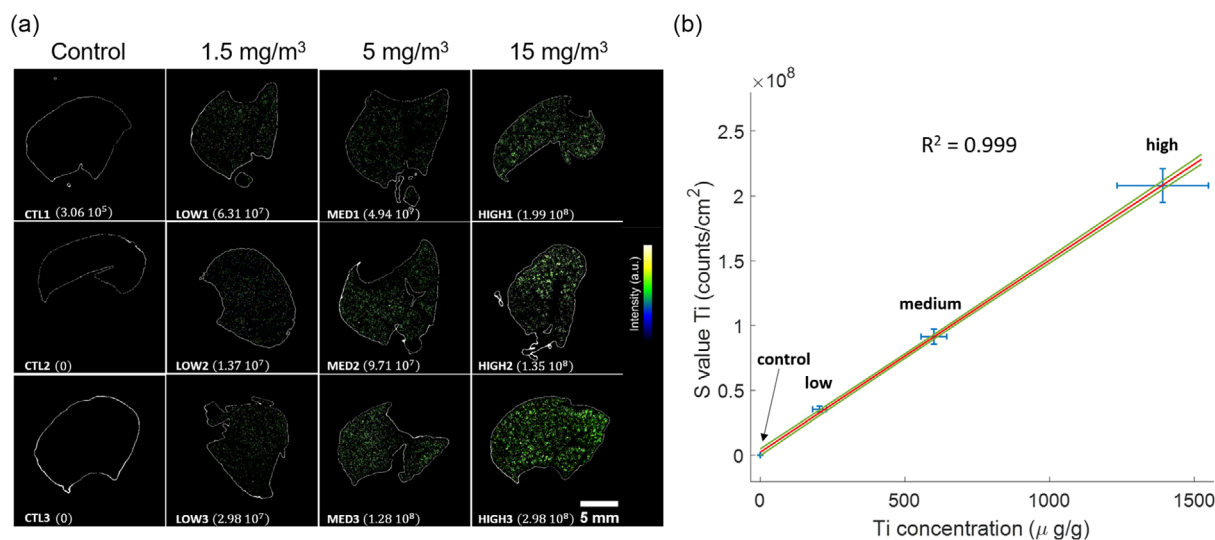 (a)
Control 1.5 mg/m³ 5 mg/m³ 15 mg/m³
CTL1 (3.06 10⁵) LOW1 (6.31 10⁷) MED1 (4.94 10⁷) HIGH1 (1.99 10⁸)
CTL2 (0) LOW2 (1.37 10⁷) MED2 (9.71 10⁷) HIGH2 (1.35 10⁸)
CTL3 (0) LOW3 (2.98 10⁷) MED3 (1.28 10⁸) HIGH3 (2.98 10⁸)
Intensity (a.u.)
5 mm
(b)
×10⁸
R² = 0.999
high
medium
low
control
S value Ti (counts/cm²)
2.5
2
1.5
1
0.5
0
0 500 1000 1500
Ti concentration (μ g/g)